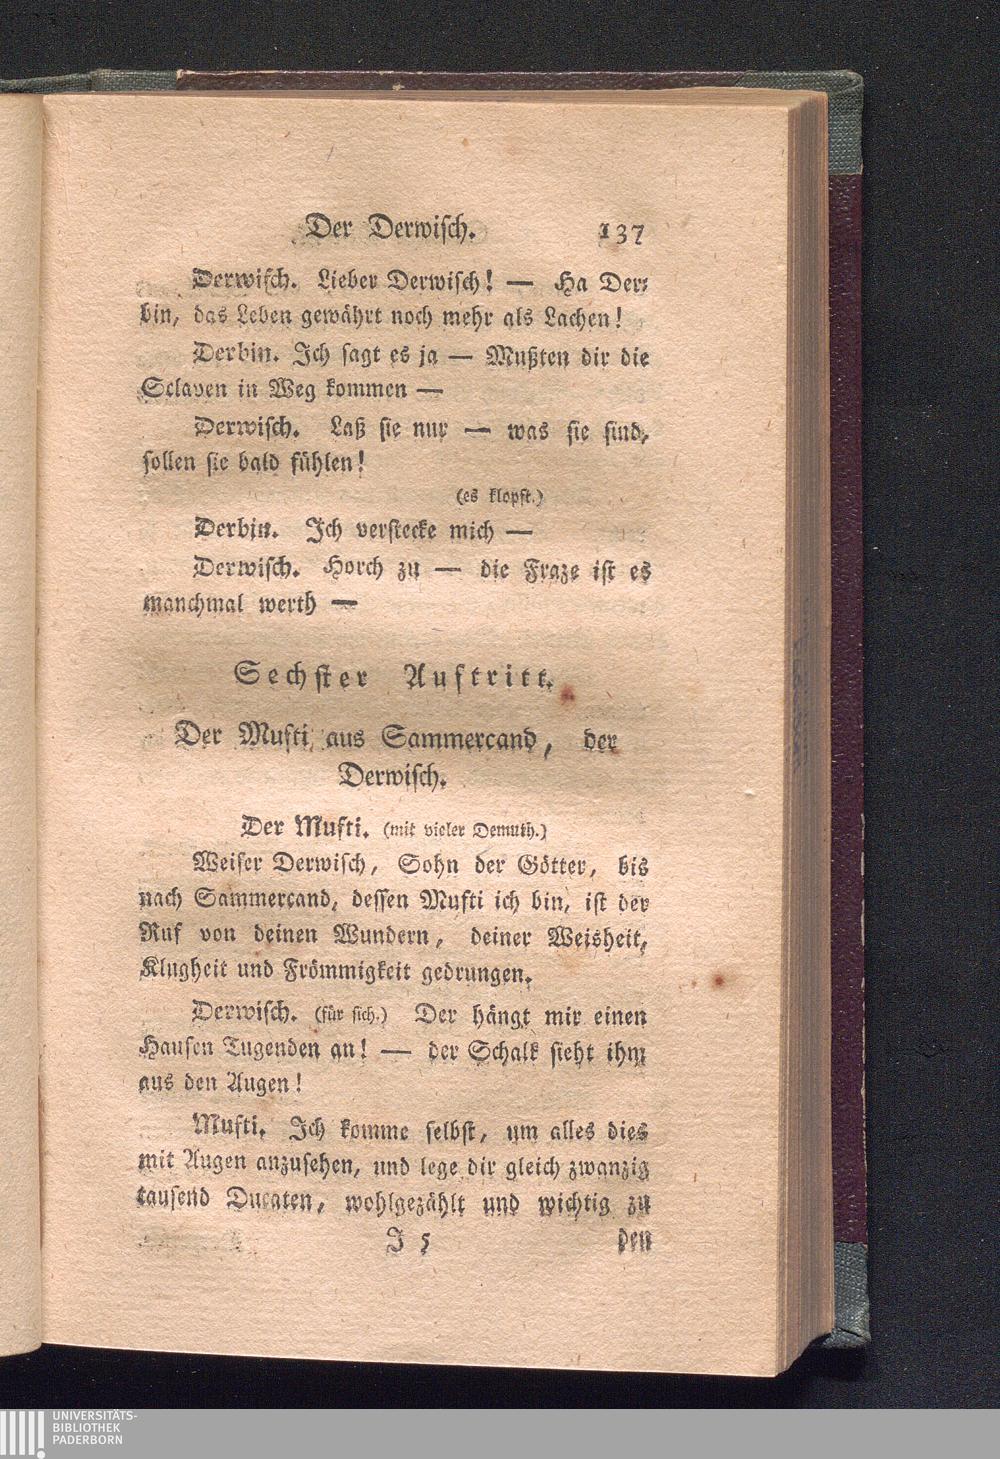 Der Derwiſch. 137
Derwiſch. Lieber Derwiſch! — Ha Der⸗
bin, das Leben gewährt noch mehr als Lachen!
Derbin. Ich ſagt es ja — Mußten dir die
Sclaven in Weg kommen —
Derwiſch. Laß ſie nur — was ſie ſind,
ſollen ſie bald fühlen!
(es klopft.)
Derbin. Ich verſtecke mich —
Derwiſch. Horch zu — die Fraze iſt es
manchmal werth —
Sechſter Auftritt.
Der Mufti aus Sammercand, der
Derwiſch.
Der Mufti. (mit vieler Demuth.)
Weiſer Derwiſch, Sohn der Götter, bis
nach Sammercand, deſſen Mufti ich bin, iſt der
Ruf von deinen Wundern, deiner Weisheit,
Klugheit und Frömmigkeit gedrungen.
Derwiſch. (für ſich.) Der hängt mir einen
Haufen Tugenden an! — der Schalk ſieht ihm
aus den Augen!
Mufti. Ich komme ſelbſt, um alles dies
mit Augen anzuſehen, und lege dir gleich zwanzig
tauſend Ducaten, wohlgezählt und wichtig zu
I 5 den
UNIVERSITÄTS-
BIBLIOTHEK
PADERBORN